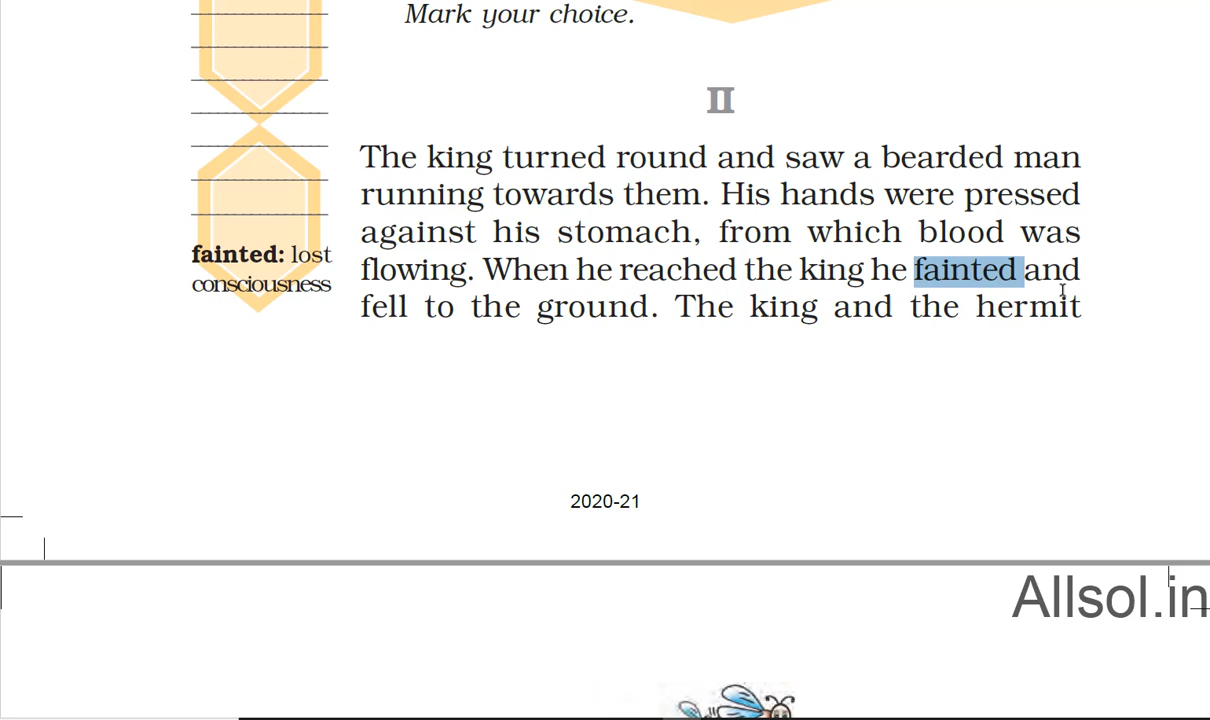 Mark your choice.
II
The king turned round and saw a bearded man
running towards them. His hands were pressed
against his stomach, from which blood was
flowing. When he reached the king he fainted and
fell to the ground. The king and the hermit
fainted: lost
consciousness
2020-21
Allsol.in